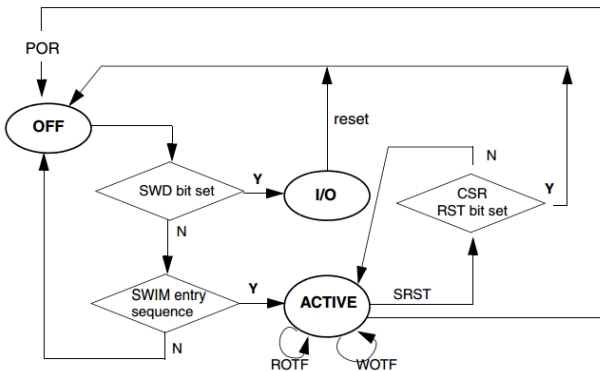 POR
OFF
reset
N
SWD bit set
Y
I/O
CSR
RST bit set
Y
N
SWIM entry
sequence
Y
ACTIVE
SRST
N
ROTF
WOTF